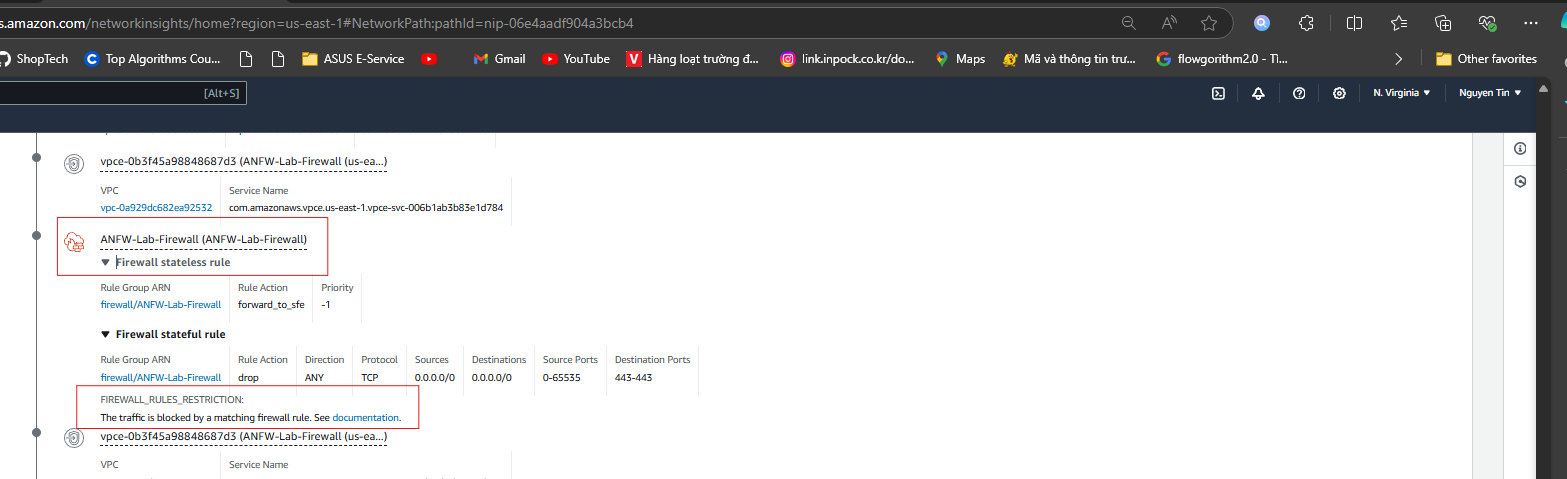 s.amazon.com/networkinsights/home?region=us-east-1#NetworkPath:pathId=nip-06e4aadf904a3bcb4
ShopTech Top Algorithms Cou... ASUS E-Service Gmail YouTube Hàng loạt trường đ... link.inpock.co.kr/do... Maps Mã và thông tin trư... flowgorithm2.0 - Tì... Other favorites
[Alt+S] N. Virginia Nguyen Tin
vpce-0b3f45a98848687d3 (ANFW-Lab-Firewall (us-ea...)
VPC Service Name
vpc-0a929dc682ea92532 com.amazonaws.vpce.us-east-1.vpce-svc-006b1ab3b83e1d784
ANFW-Lab-Firewall (ANFW-Lab-Firewall)
Firewall stateless rule
Rule Group ARN Rule Action Priority
firewall/ANFW-Lab-Firewall forward_to_sfe -1
Firewall stateful rule
Rule Group ARN Rule Action Direction Protocol Sources Destinations Source Ports Destination Ports
firewall/ANFW-Lab-Firewall drop ANY TCP 0.0.0.0/0 0.0.0.0/0 0-65535 443-443
FIREWALL_RULES_RESTRICTION:
The traffic is blocked by a matching firewall rule. See documentation.
vpce-0b3f45a98848687d3 (ANFW-Lab-Firewall (us-ea...)
VPC Service Name